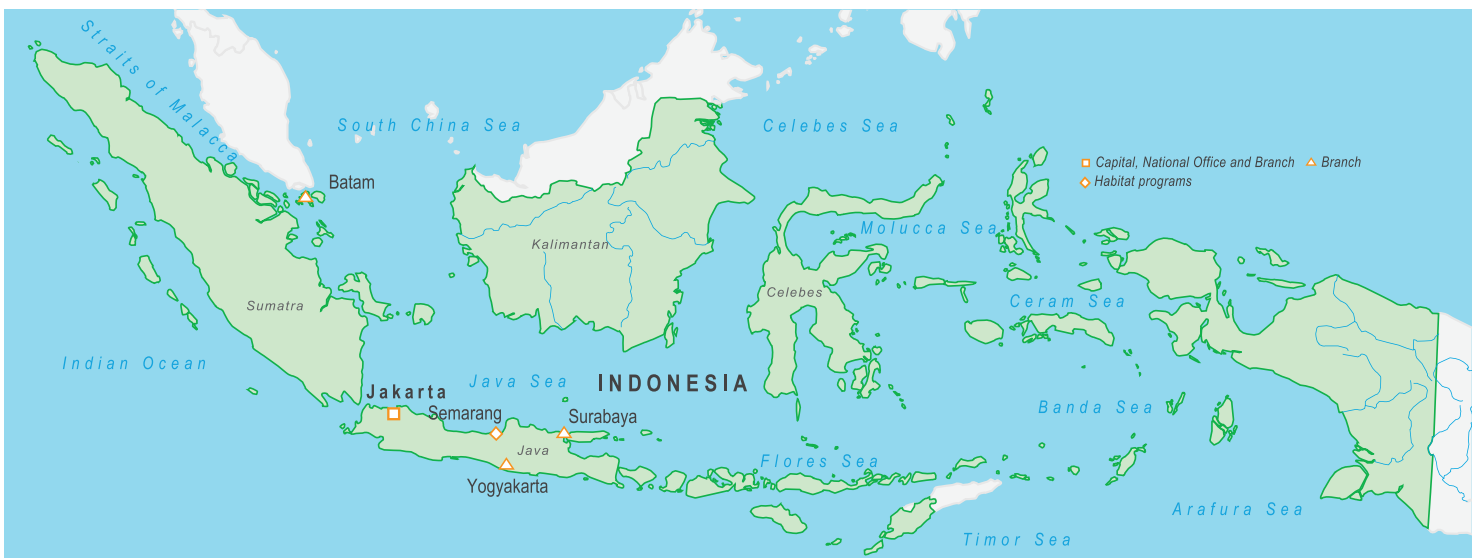 Straits of Malacca
South China Sea
Celebes Sea
Capital, National Office and Branch
Branch
Habitat programs
Batam
Molucca Sea
Kalimantan
Celebes
Sumatra
Ceram Sea
Indian Ocean
Java Sea
INDONESIA
Jakarta
Semarang
Surabaya
Banda Sea
Java
Flores Sea
Yogyakarta
Arafura Sea
Timor Sea